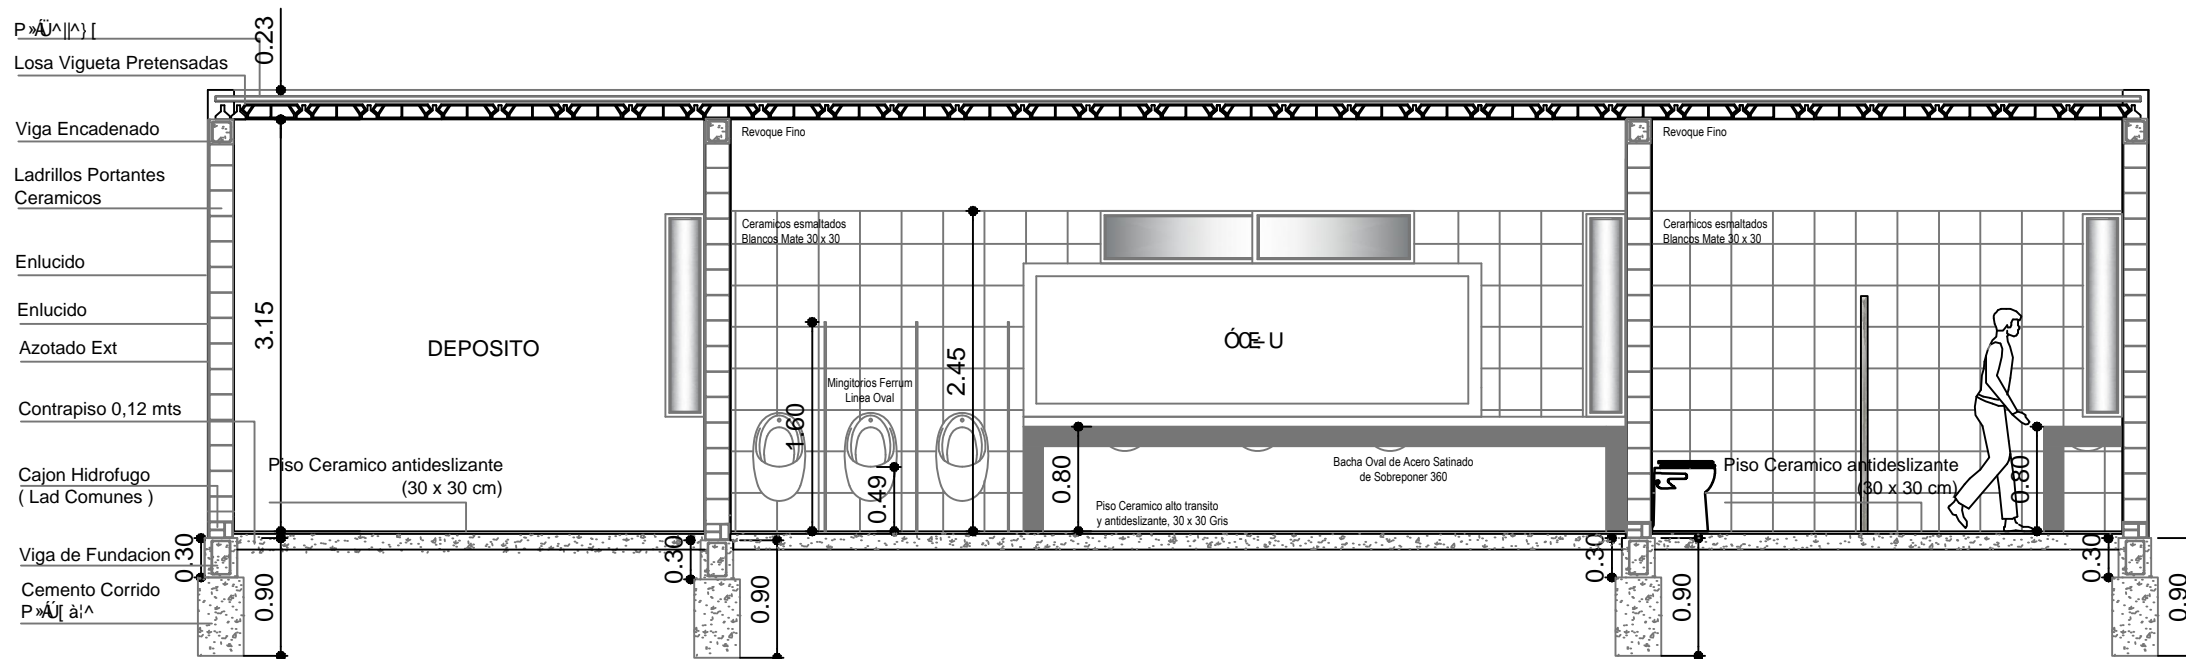 P»ÁÜ^||^} [
Losa Vigueta Pretensadas
Viga Encadenado
Ladrillos Portantes
Ceramicos
Enlucido
Enlucido
Azotado Ext
Contrapiso 0,12 mts
Cajon Hidrofugo
( Lad Comunes )
Viga de Fundacion
Cemento Corrido
0.23
3.15
0.30
0.90
DEPOSITO
Piso Ceramico antideslizante
(30 x 30 cm)
0.30
0.90
Revoque Fino
Ceramicos esmaltados
Blancos Mate 30 x 30
1.60
Mingitorios Ferrum
Linea Oval
0.49
2.45
0.80
Bacha Oval de Acero Satinado
de Sobreponer 360
Piso Ceramico alto transito
y antideslizante, 30 x 30 Gris
0.30
0.90
Revoque Fino
Ceramicos esmaltados
Blancos Mate 30 x 30
Piso Ceramico antideslizante
(30 x 30 cm)
0.80
0.30
0.90